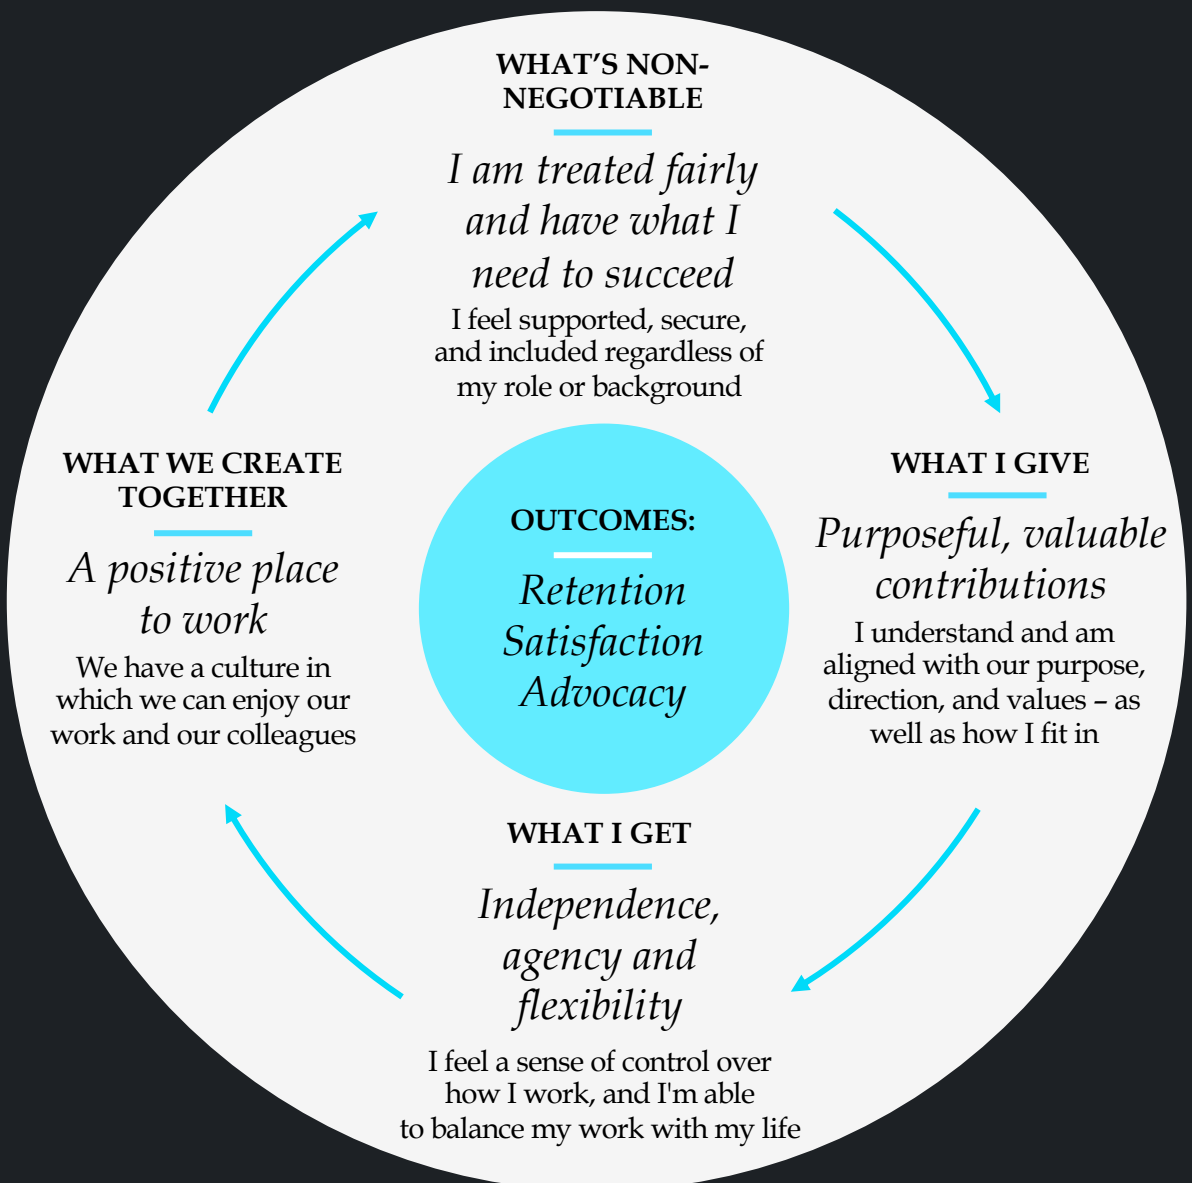 WHAT'S NON-
NEGOTIABLE
I am treated fairly
and have what I
need to succeed
I feel supported, secure,
and included regardless of
my role or background
WHAT I GIVE
Purposeful, valuable
contributions
I understand and am
aligned with our purpose,
direction, and values – as
well as how I fit in
WHAT I GET
Independence,
agency and
flexibility
I feel a sense of control over
how I work, and I'm able
to balance my work with my life
WHAT WE CREATE
TOGETHER
A positive place
to work
We have a culture in
which we can enjoy our
work and our colleagues
OUTCOMES:
Retention
Satisfaction
Advocacy